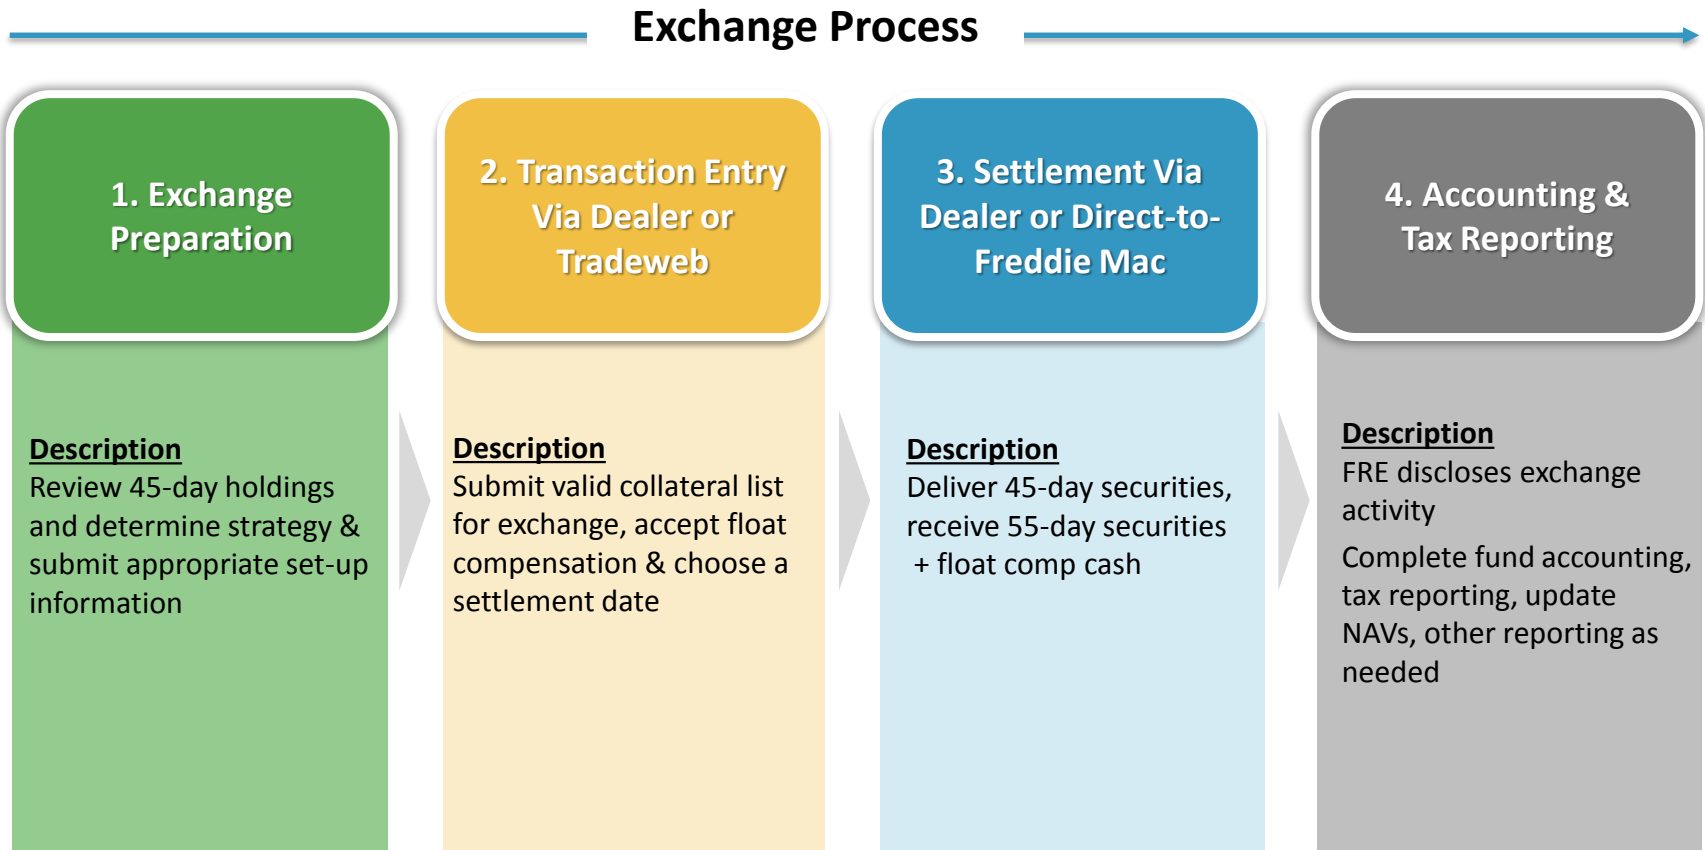 Exchange Process
1. Exchange
Preparation
Description
Review 45-day holdings
and determine strategy &
submit appropriate set-up
information
2. Transaction Entry
Via Dealer or
Tradeweb
Description
Submit valid collateral list
for exchange, accept float
compensation & choose a
settlement date
3. Settlement Via
Dealer or Direct-to-
Freddie Mac
Description
Deliver 45-day securities,
receive 55-day securities
+ float comp cash
4. Accounting &
Tax Reporting
Description
FRE discloses exchange
activity
Complete fund accounting,
tax reporting, update
NAVs, other reporting as
needed